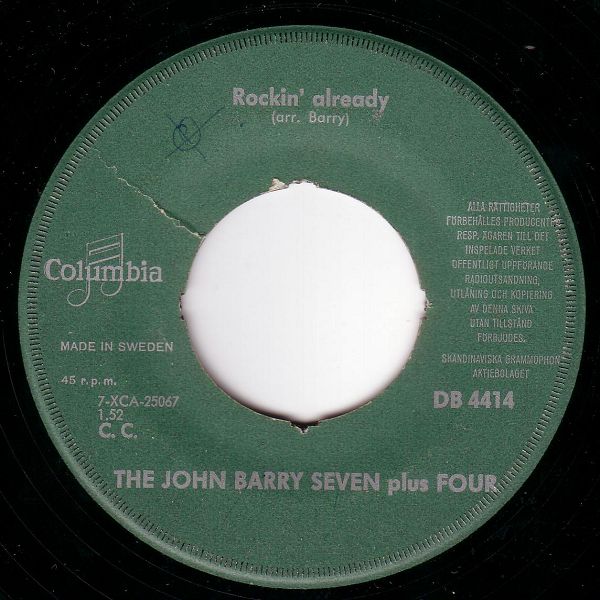 Rockin' already
(arr. Barry)
Columbia
MADE IN SWEDEN
45 r.p.m.
7-XCA-25067
1.52
C. C.
ALLA RÄTTIGHETER
FÖRBEHÅLLES PRODUCENTEN
RESP. ÄGAREN TILL DET
INSPELADE VERKET
OFFENTLIGT UPPFÖRANDE
RADIOUTSÄNDNING,
UTLÅNING OCH KOPIERING
AV DENNA SKIVA
UTAN TILLSTÅND
FÖRBJUDES.
SKANDINAVISKA GRAMMOPHON
AKTIEBOLAGET
DB 4414
THE JOHN BARRY SEVEN plus FOUR